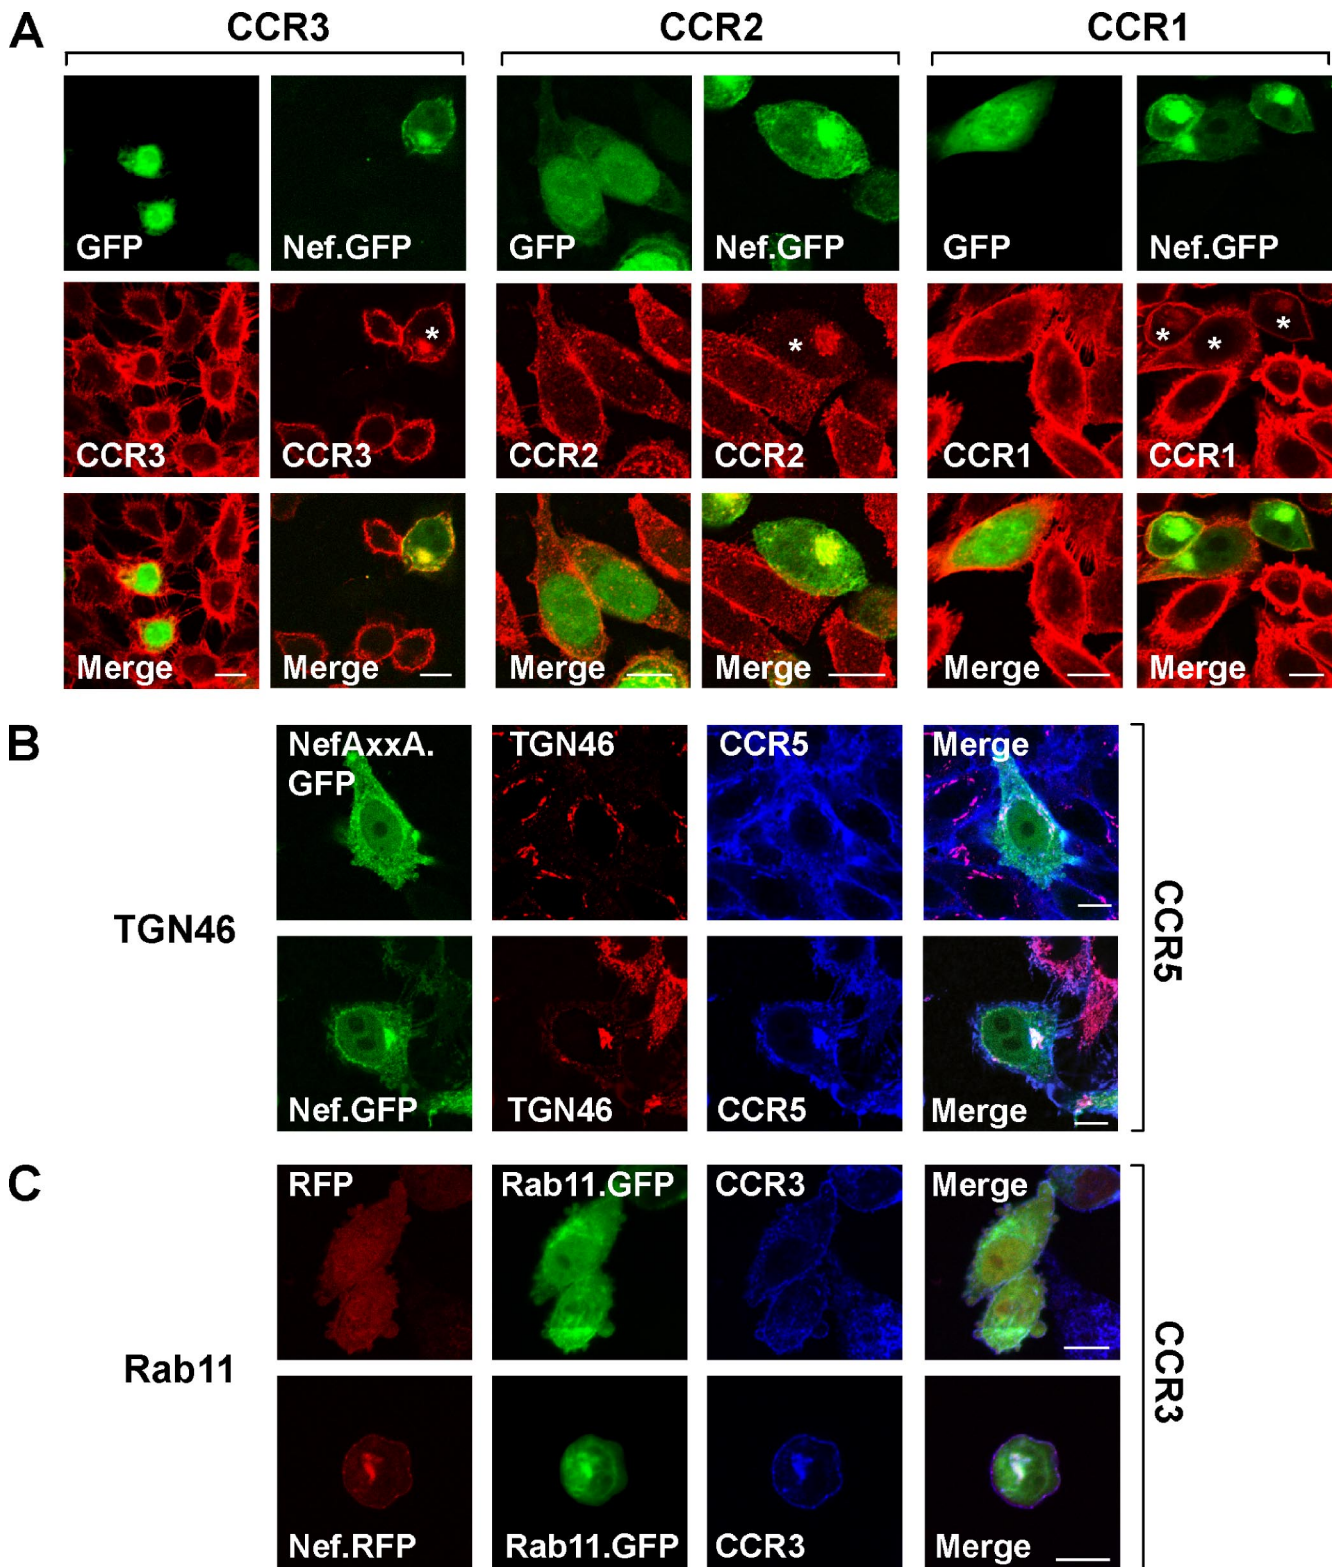 A
CCR3 CCR2 CCR1
GFP Nef.GFP GFP Nef.GFP GFP Nef.GFP
* * * * *
CCR3 CCR3 CCR2 CCR2 CCR1 CCR1
Merge Merge Merge Merge Merge Merge
B
NefAxxA. TGN46 CCR5 Merge
GFP
TGN46
CCR5
Nef.GFP TGN46 CCR5 Merge
C
RFP Rab11.GFP CCR3 Merge
Rab11
CCR3
Nef.RFP Rab11.GFP CCR3 Merge